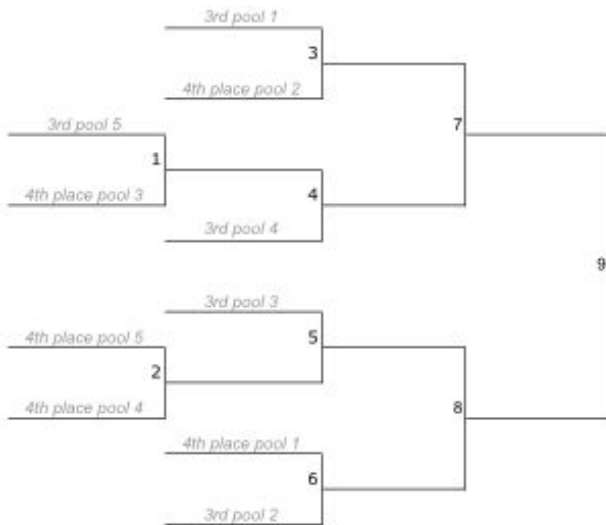 3rd pool 1
3
4th place pool 2
3rd pool 5
7
1
4th place pool 3
4
3rd pool 4
9
3rd pool 3
4th place pool 5
5
2
4th place pool 4
8
4th place pool 1
6
3rd pool 2